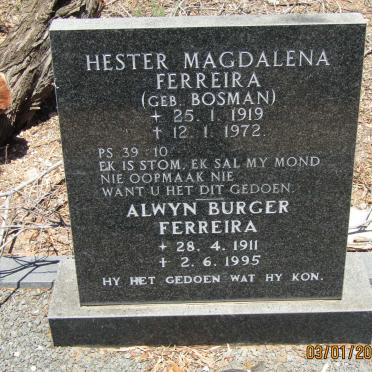 HESTER MAGDALENA
FERREIRA
(GEB. BOSMAN)
+ 25. 1. 1919
+ 12. 1. 1972.
PS 39 : 10
EK IS STOM, EK SAL MY MOND
NIE OOPMAAK NIE
WANT U HET DIT GEDOEN.
ALWYN BURGER
FERREIRA
+ 28. 4. 1911
+ 2. 6. 1995
HY HET GEDOEN WAT HY KON.
03/01/20